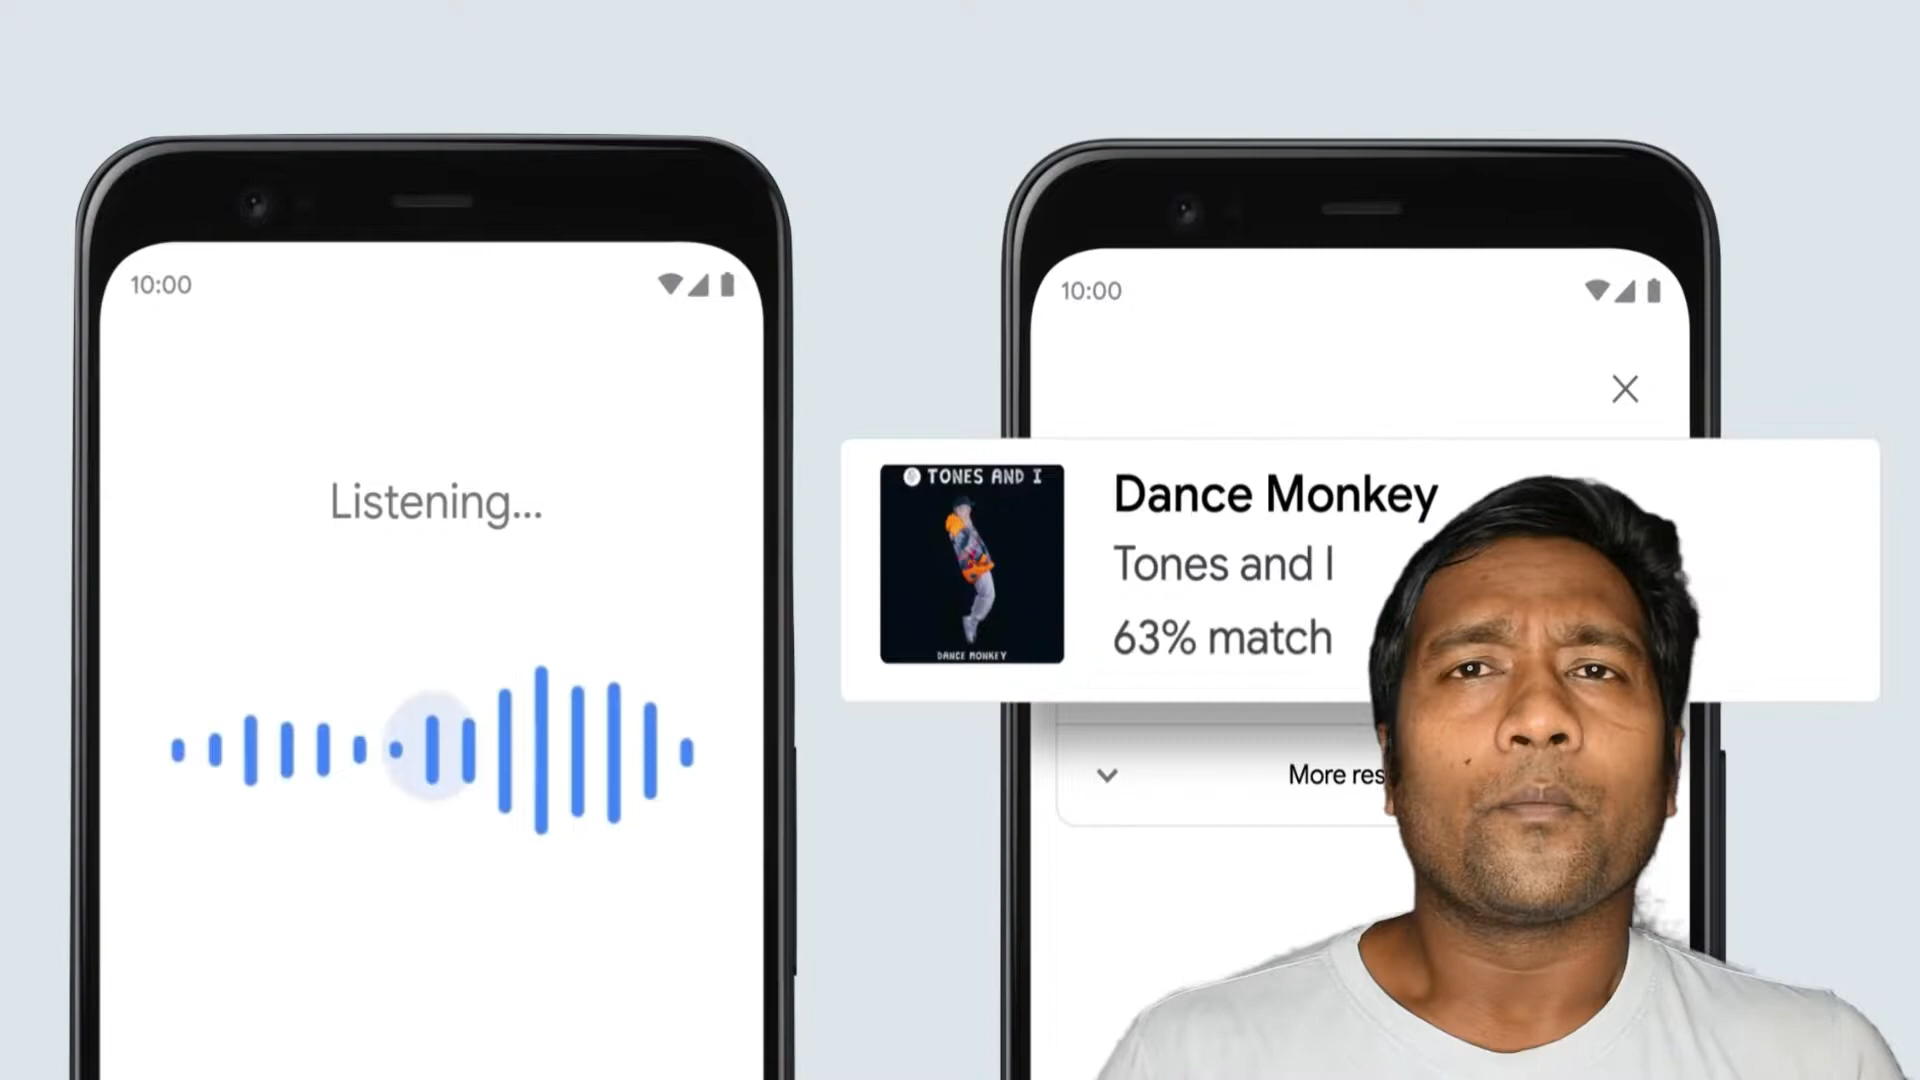 10:00
Listening...
10:00
TONES AND I
DANCE MONKEY
Dance Monkey
Tones and I
63% match
More res